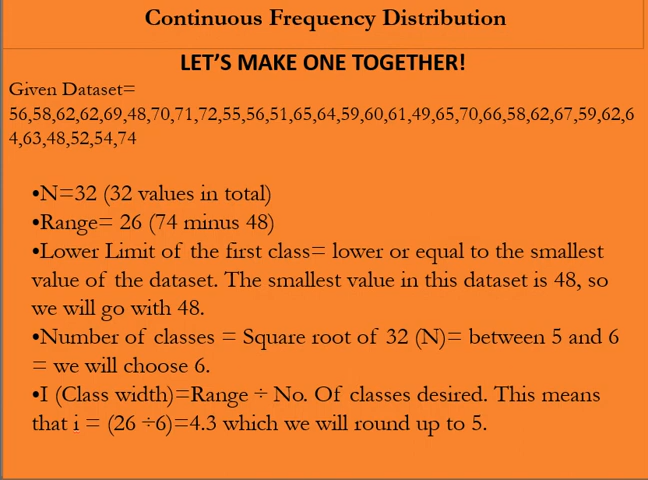 Continuous Frequency Distribution
LET'S MAKE ONE TOGETHER!
Given Dataset=
56,58,62,62,69,48,70,71,72,55,56,51,65,64,59,60,61,49,65,70,66,58,62,67,59,62,6
4,63,48,52,54,74
•N=32 (32 values in total)
•Range= 26 (74 minus 48)
•Lower Limit of the first class= lower or equal to the smallest
value of the dataset. The smallest value in this dataset is 48, so
we will go with 48.
•Number of classes = Square root of 32 (N)= between 5 and 6
= we will choose 6.
•I (Class width)=Range ÷ No. Of classes desired. This means
that i = (26 ÷6)=4.3 which we will round up to 5.